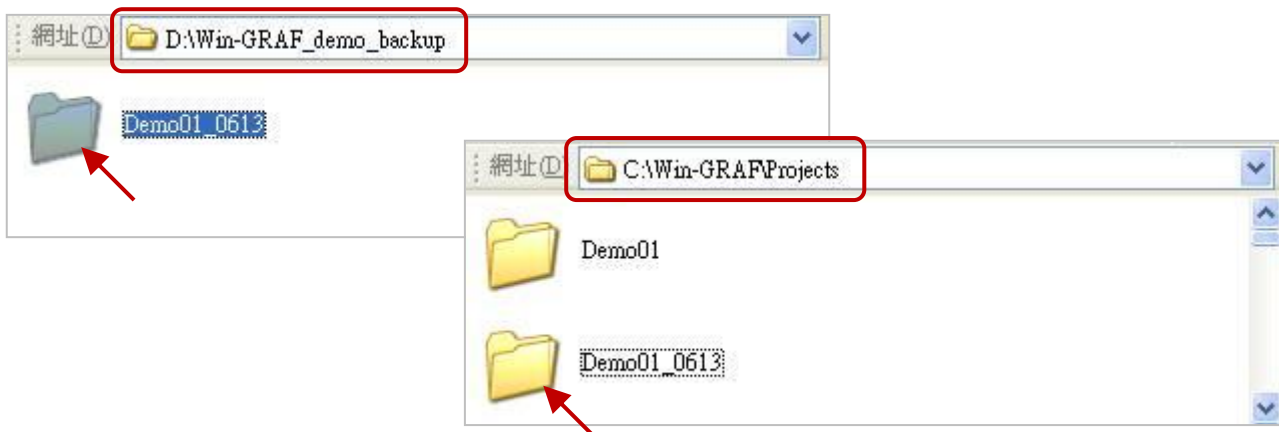 網址(D) D:\Win-GRAF_demo_backup
Demo01_0613
網址(D) C:\Win-GRAF\Projects
Demo01
Demo01_0613